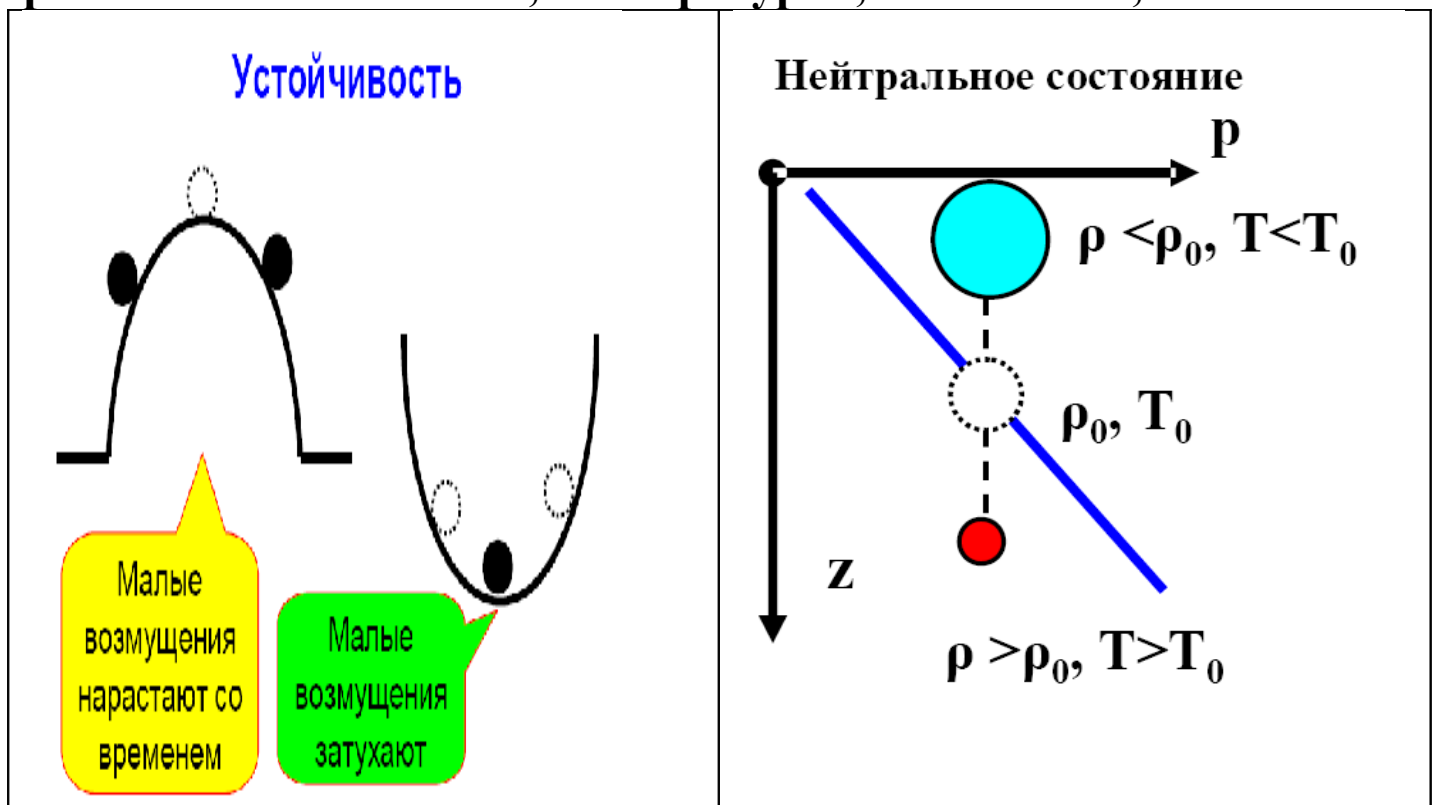 Устойчивость
Малые
возмущения
нарастают со
временем
Малые
возмущения
затухают
Нейтральное состояние
p
ρ <ρ₀, T<T₀
ρ₀, T₀
z
ρ >ρ₀, T>T₀